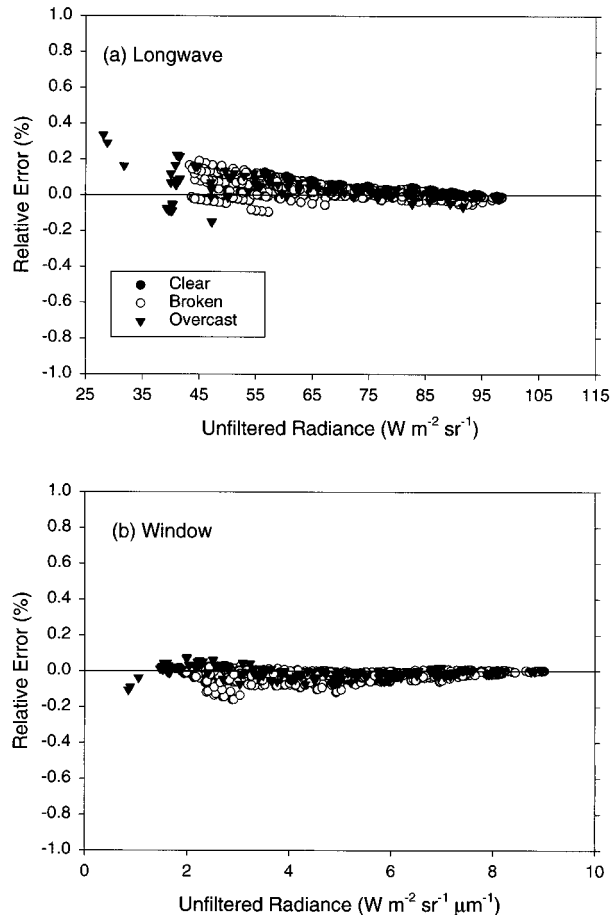 1.0
0.8
0.6
0.4
0.2
0.0
-0.2
-0.4
-0.6
-0.8
-1.0
Relative Error (%)
(a) Longwave
Clear
Broken
Overcast
25 35 45 55 65 75 85 95 105 115
Unfiltered Radiance (W m⁻² sr⁻¹)
1.0
0.8
0.6
0.4
0.2
0.0
-0.2
-0.4
-0.6
-0.8
-1.0
Relative Error (%)
(b) Window
0 2 4 6 8 10
Unfiltered Radiance (W m⁻² sr⁻¹ µm⁻¹)